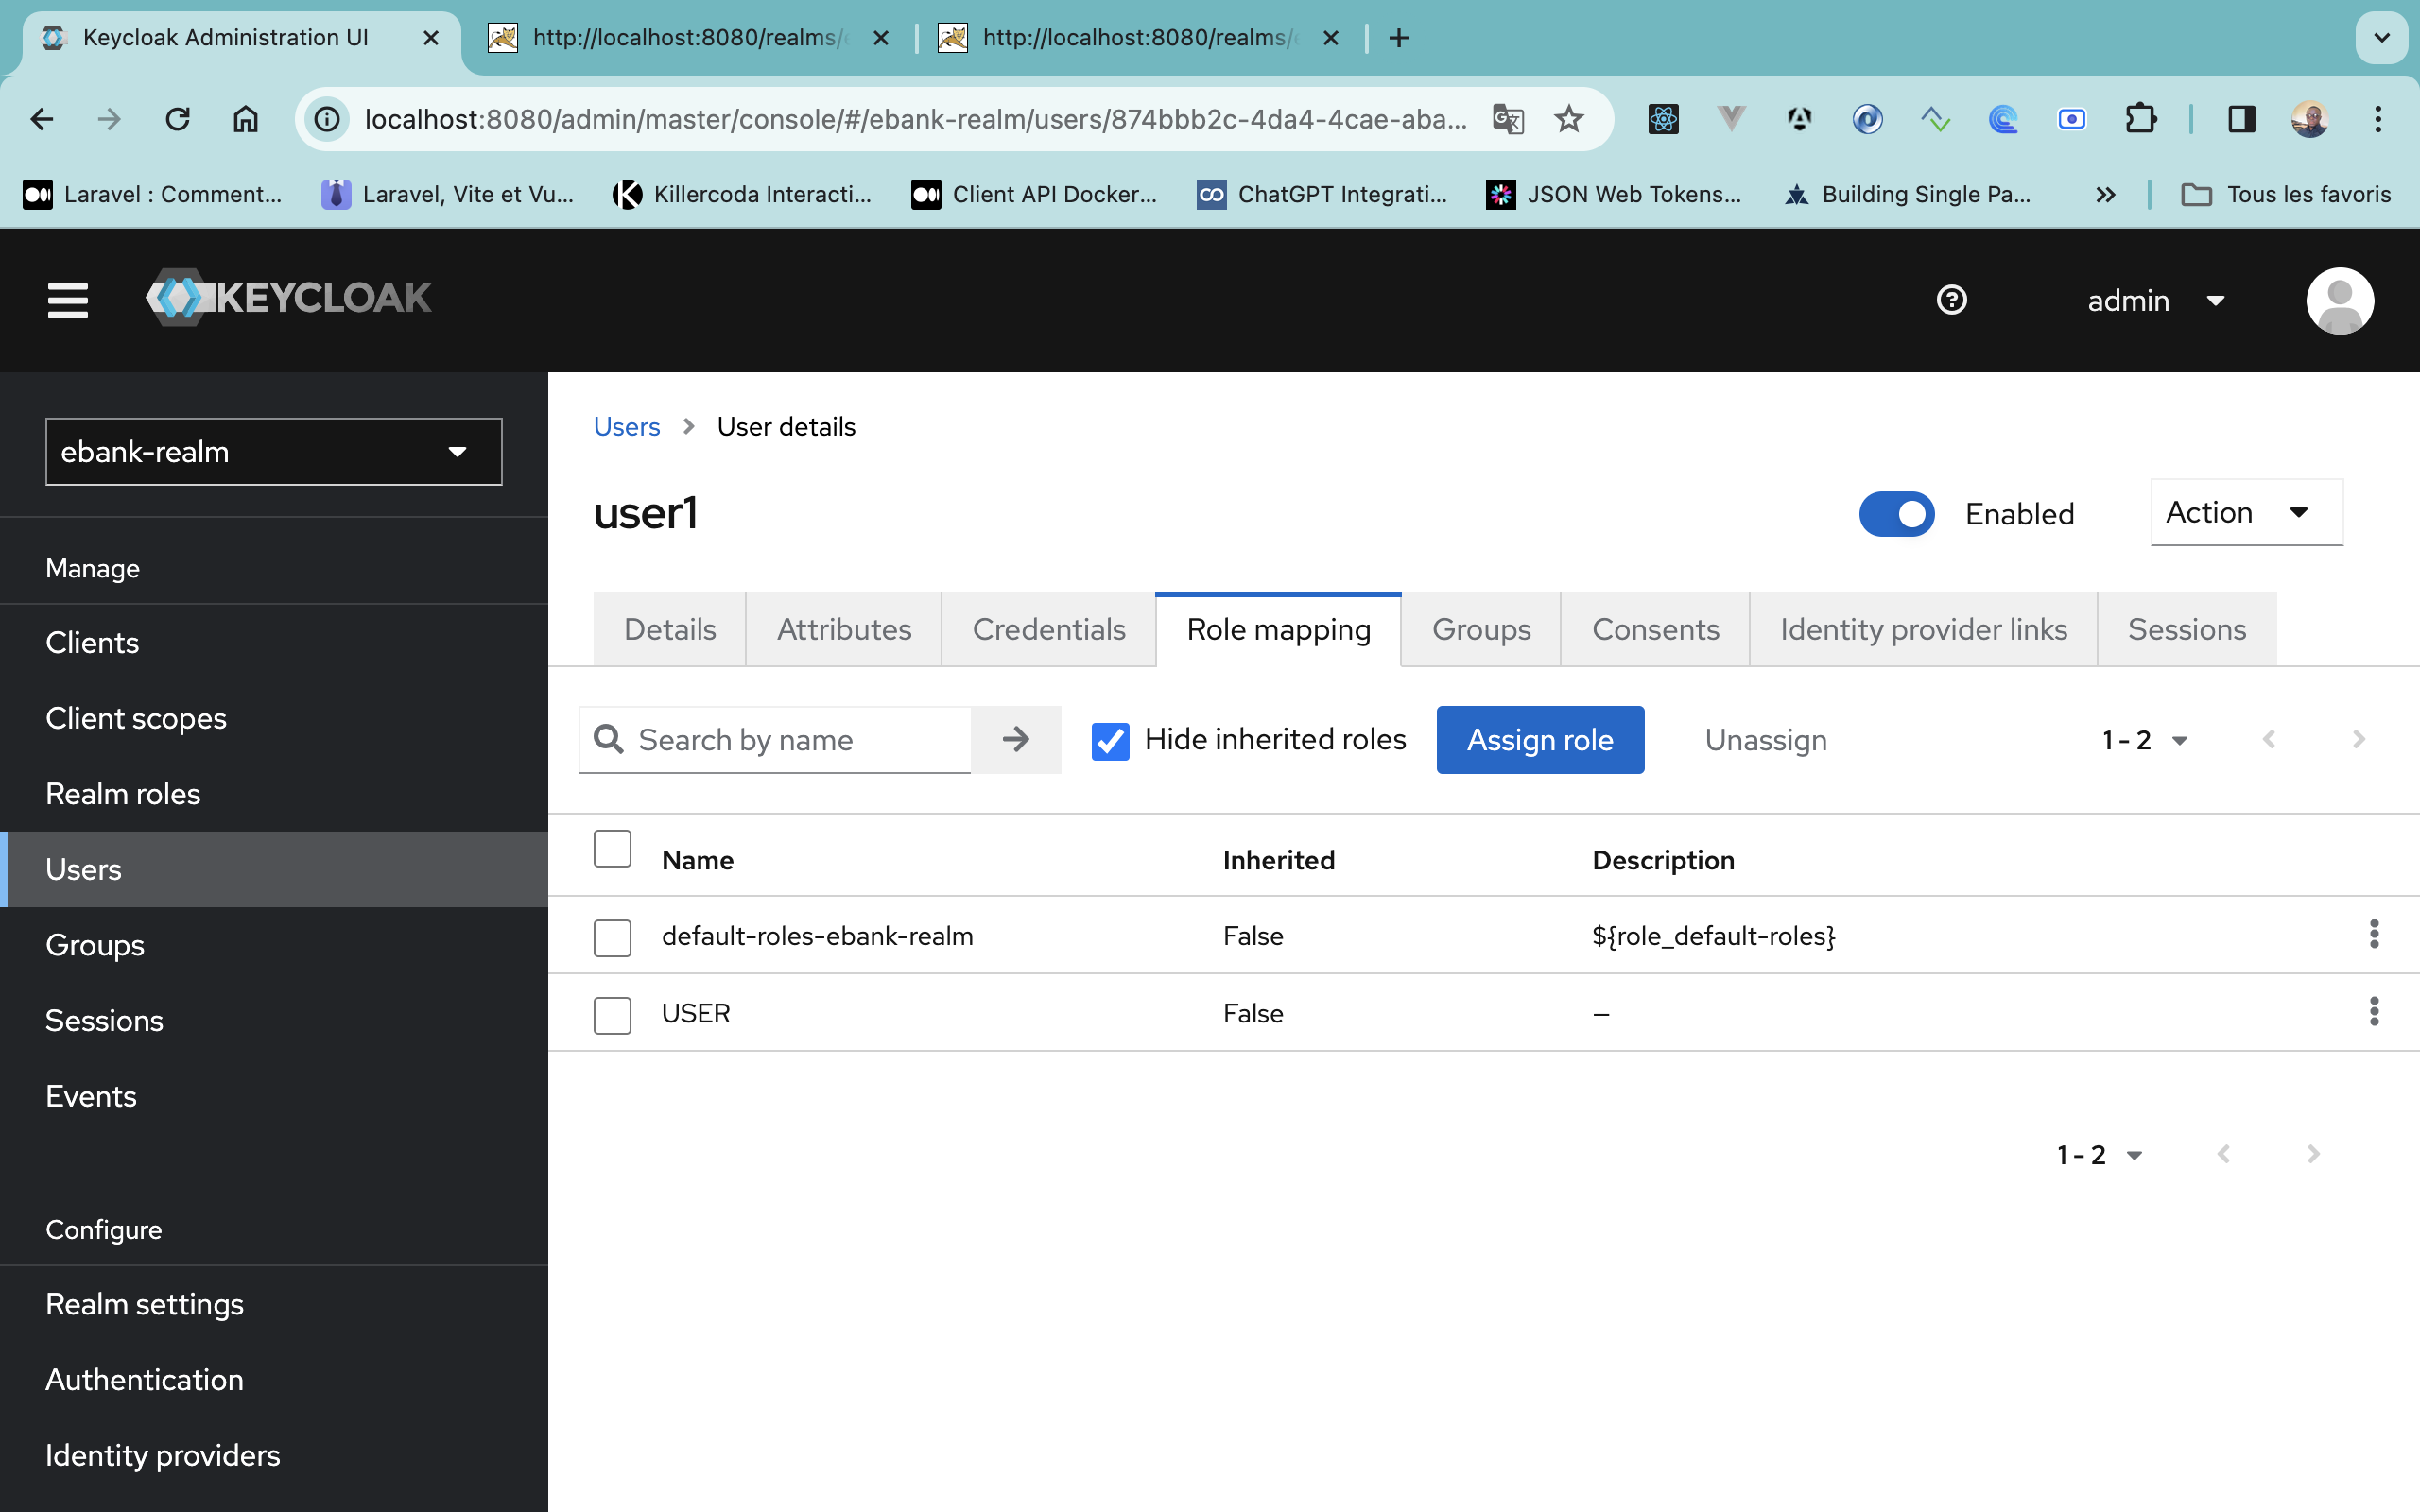 Keycloak Administration UI
http://localhost:8080/realms/
http://localhost:8080/realms/
localhost:8080/admin/master/console/#/ebank-realm/users/874bbb2c-4da4-4cae-aba...
Laravel : Comment... Laravel, Vite et Vu... Killercoda Interacti... Client API Docker... ChatGPT Integrati... JSON Web Tokens... Building Single Pa... Tous les favoris
KEYCLOAK
admin
ebank-realm
Manage
Clients
Client scopes
Realm roles
Users
Groups
Sessions
Events
Configure
Realm settings
Authentication
Identity providers
Users User details
user1
Enabled
Action
Details Attributes Credentials Role mapping Groups Consents Identity provider links Sessions
Search by name Hide inherited roles Assign role Unassign 1 - 2
Name Inherited Description
default-roles-ebank-realm False ${role_default-roles}
USER False –
1 - 2